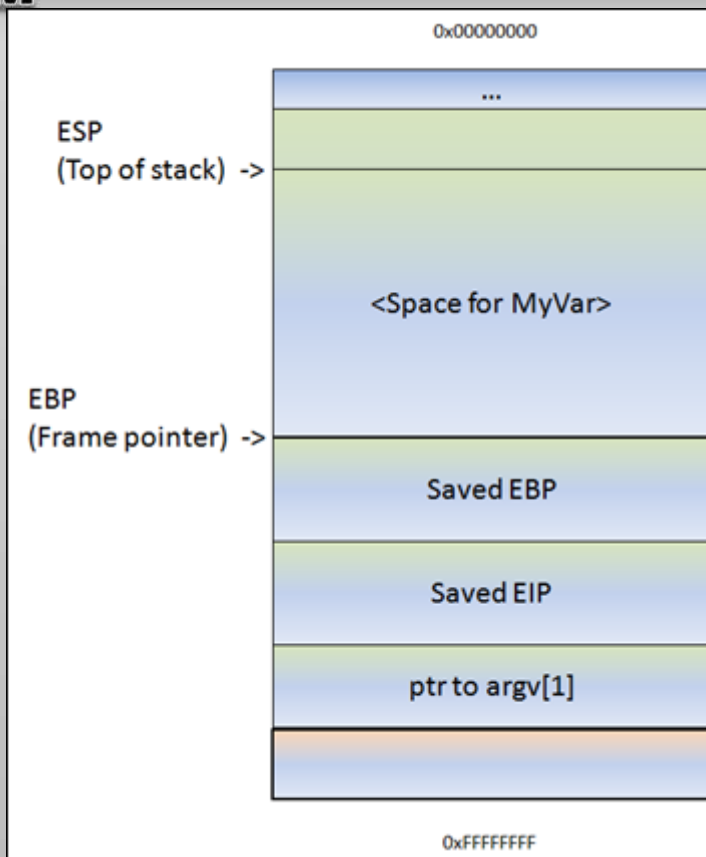 0x00000000
...
ESP
(Top of stack) ->
<Space for MyVar>
EBP
(Frame pointer) ->
Saved EBP
Saved EIP
ptr to argv[1]
0xFFFFFFFF